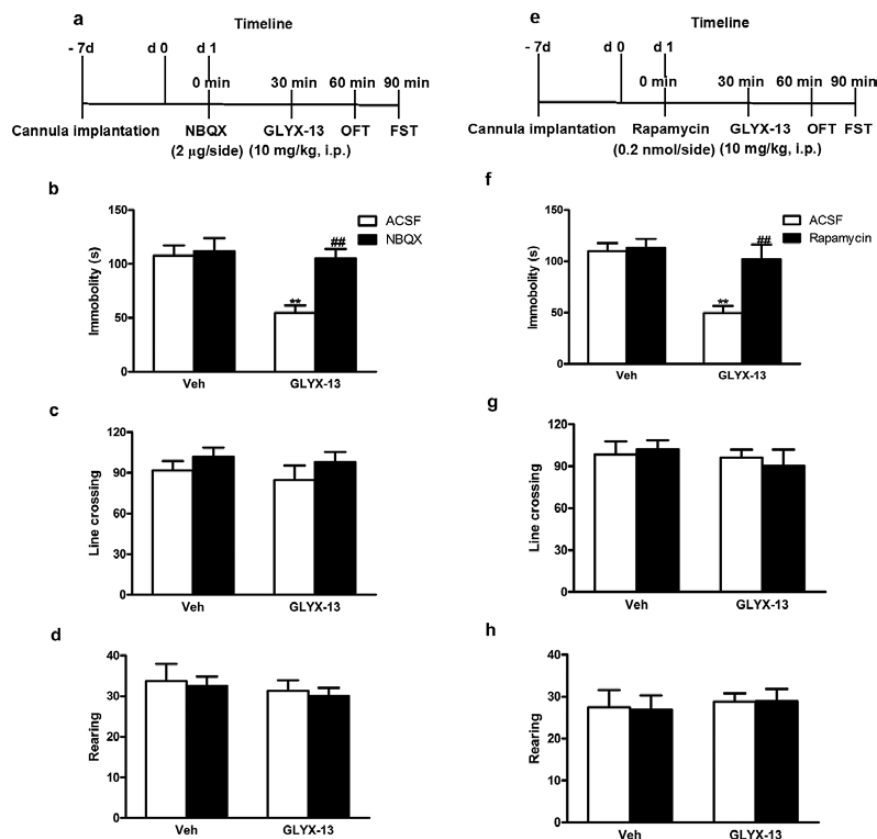 a
Timeline
- 7d d 0 d 1
0 min 30 min 60 min 90 min
Cannula implantation NBQX GLYX-13 OFT FST
(2 µg/side) (10 mg/kg, i.p.)
b
150
100
50
0
Immobolity (s)
ACSF
NBQX
**
##
Veh GLYX-13
c
120
90
60
30
0
Line crossing
Veh GLYX-13
d
40
30
20
10
0
Rearing
Veh GLYX-13
e
Timeline
- 7d d 0 d 1
0 min 30 min 60 min 90 min
Cannula implantation Rapamycin GLYX-13 OFT FST
(0.2 nmol/side) (10 mg/kg, i.p.)
f
150
100
50
0
Immobolity (s)
ACSF
Rapamycin
**
##
Veh GLYX-13
g
120
90
60
30
0
Line crossing
Veh GLYX-13
h
40
30
20
10
0
Rearing
Veh GLYX-13